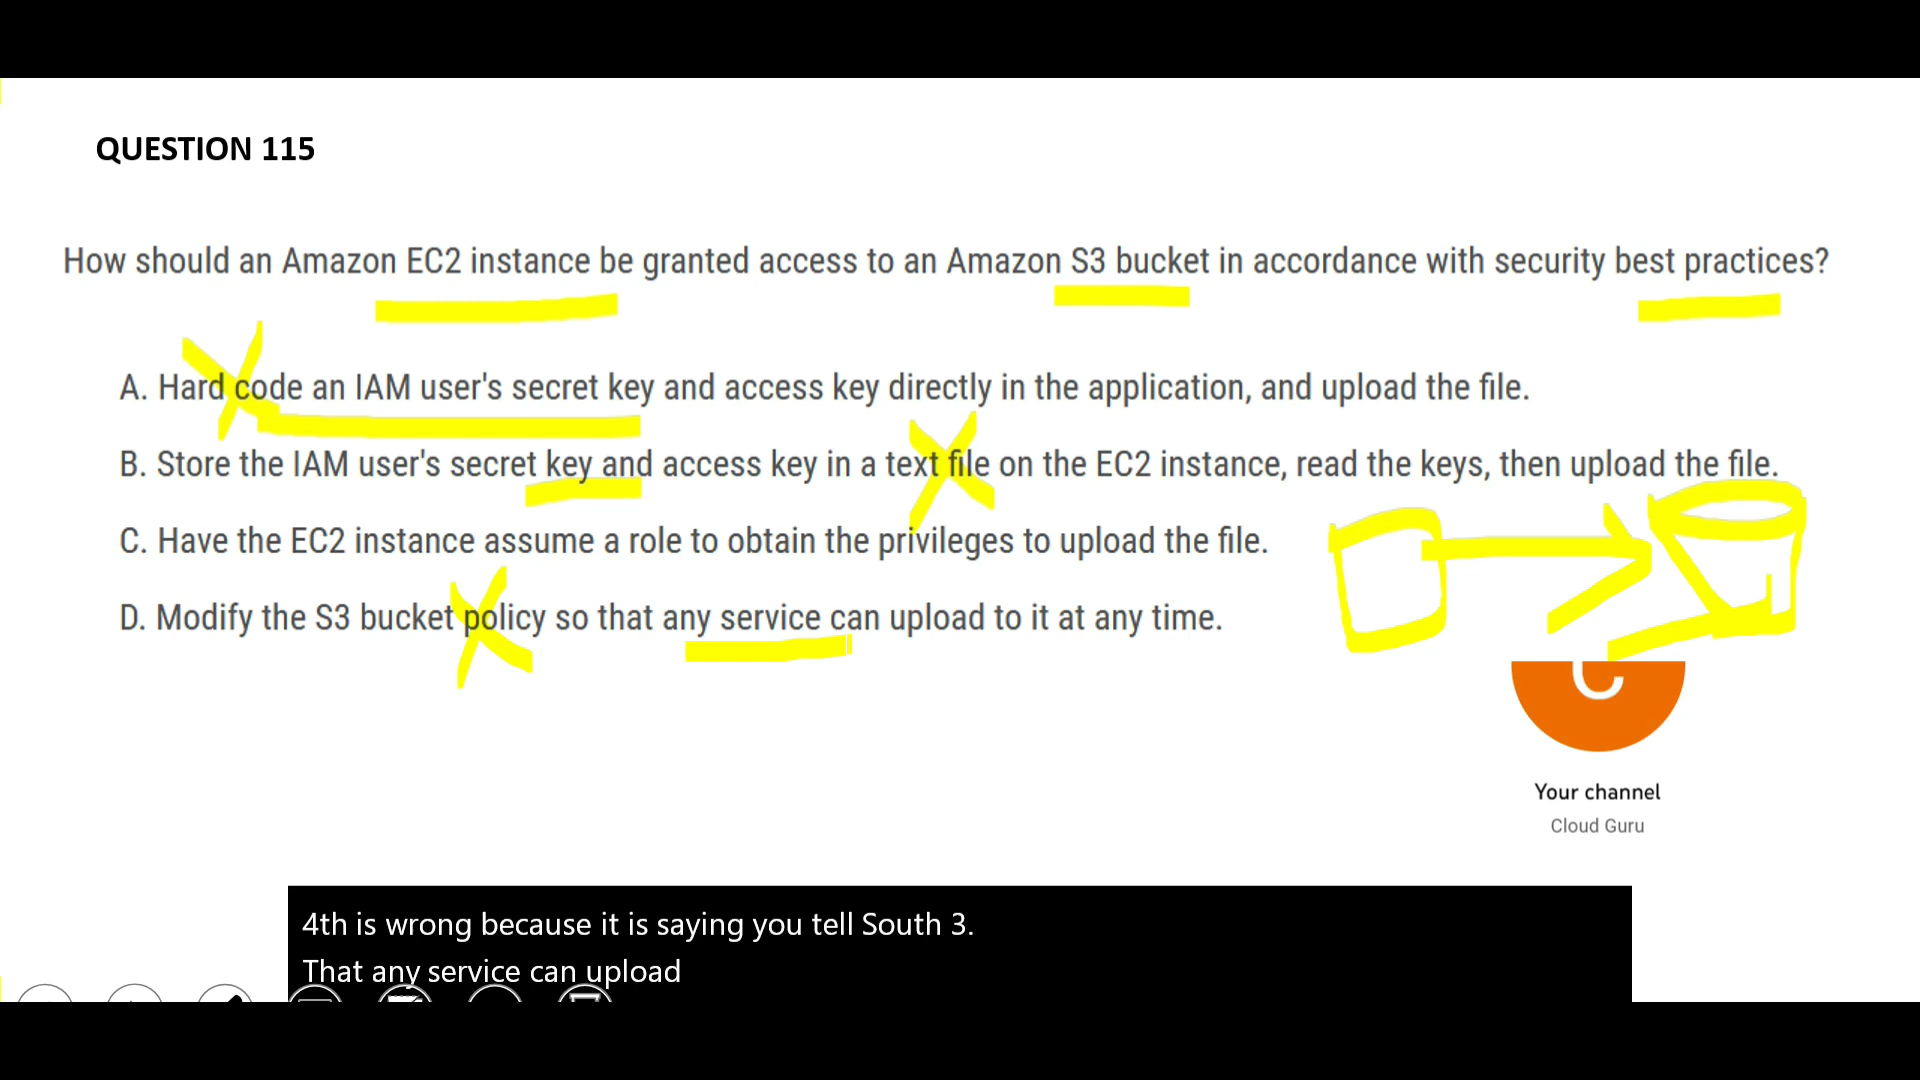 QUESTION 115
How should an Amazon EC2 instance be granted access to an Amazon S3 bucket in accordance with security best practices?
A. Hard code an IAM user's secret key and access key directly in the application, and upload the file.
B. Store the IAM user's secret key and access key in a text file on the EC2 instance, read the keys, then upload the file.
C. Have the EC2 instance assume a role to obtain the privileges to upload the file.
D. Modify the S3 bucket policy so that any service can upload to it at any time.
Your channel
Cloud Guru
4th is wrong because it is saying you tell South 3.
That any service can upload